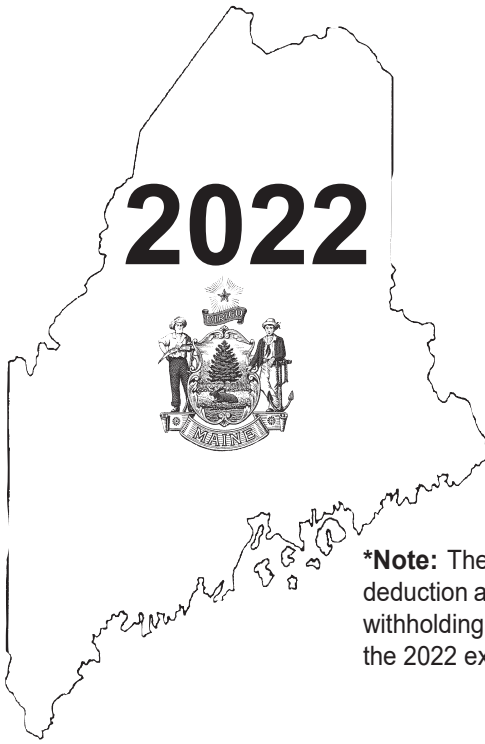 2022
DIRIGO
MAINE
*Note: The
deduction a
withholding
the 2022 ex